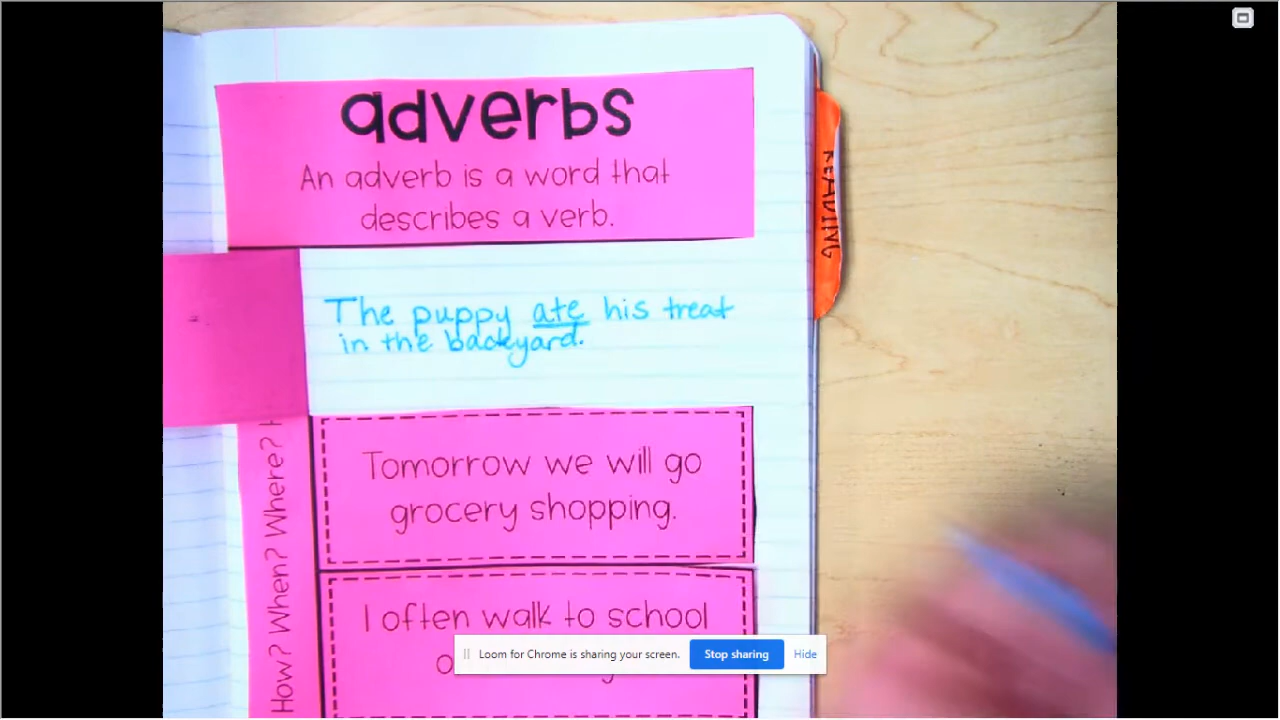 adverbs
An adverb is a word that
describes a verb.
READING
The puppy ate his treat
in the backyard.
How? When? Where?
Tomorrow we will go
grocery shopping.
I often walk to school
Loom for Chrome is sharing your screen.
Stop sharing
Hide